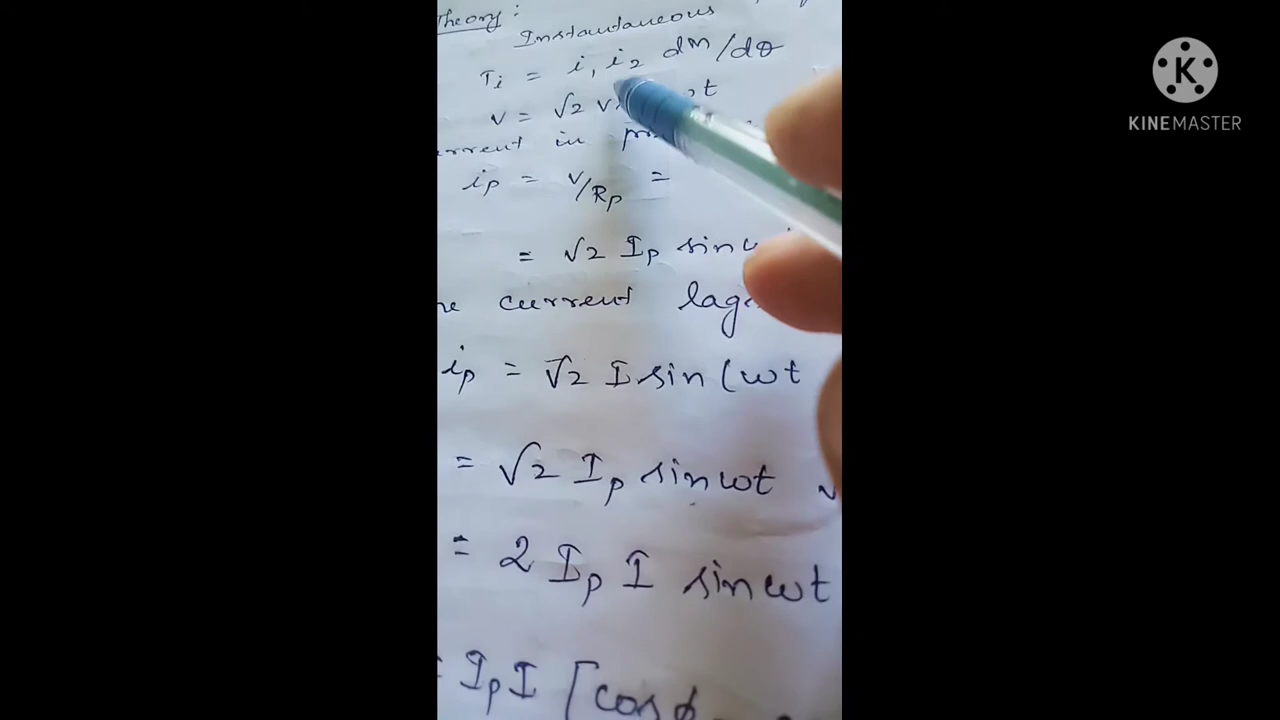 Theory:
Instantaneous
Ti = i1 i2 dM/dθ
v = √2 V t
in
ip = V/Rp =
= √2 Ip sin
current lag
ip = √2 I sin (ωt
= √2 Ip sin ωt
= 2 Ip I sin ωt
= Ip I [cos ϕ
K
KINEMASTER